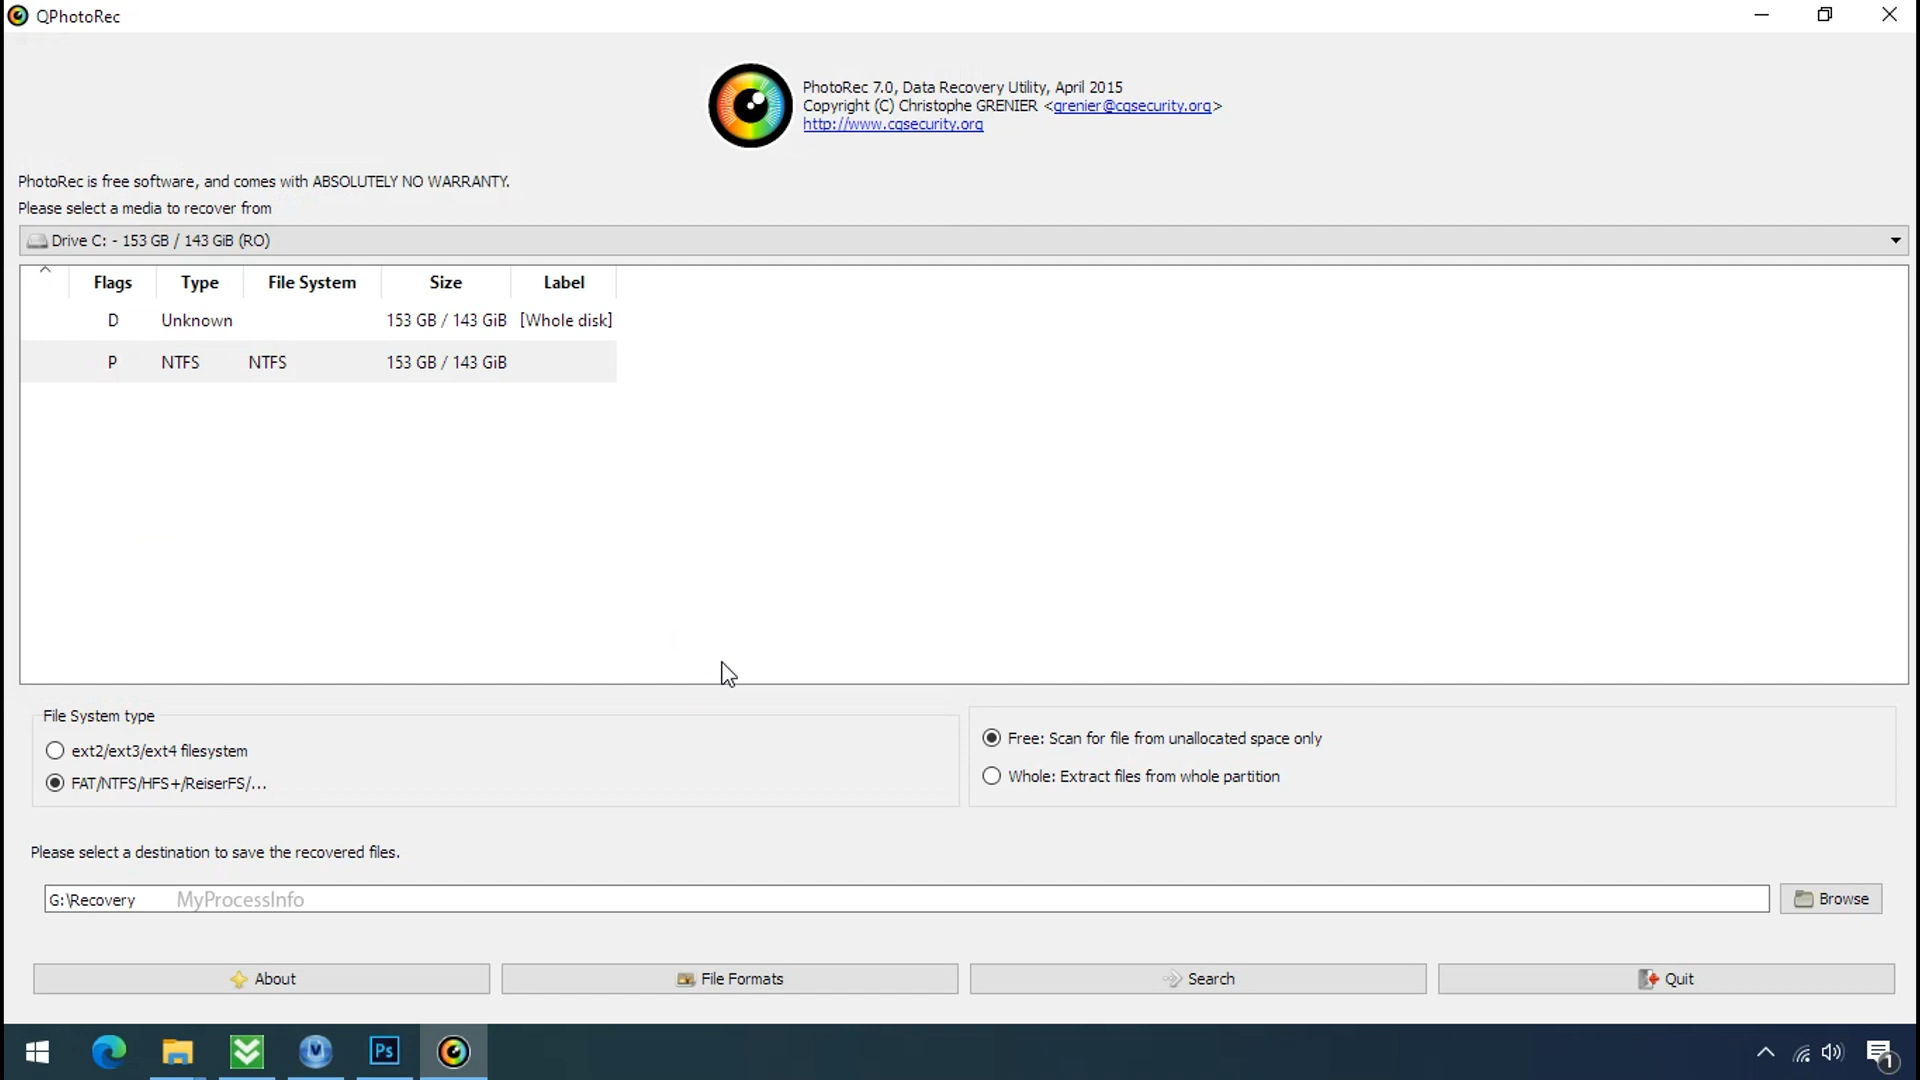 QPhotoRec
PhotoRec 7.0, Data Recovery Utility, April 2015
Copyright (C) Christophe GRENIER <grenier@cgsecurity.org>
http://www.cgsecurity.org
PhotoRec is free software, and comes with ABSOLUTELY NO WARRANTY.
Please select a media to recover from
Drive C: - 153 GB / 143 GiB (RO)
Flags Type File System Size Label
D Unknown 153 GB / 143 GiB [Whole disk]
P NTFS NTFS 153 GB / 143 GiB
File System type
ext2/ext3/ext4 filesystem
FAT/NTFS/HFS+/ReiserFS/...
Free: Scan for file from unallocated space only
Whole: Extract files from whole partition
Please select a destination to save the recovered files.
G:\Recovery MyProcessInfo Browse
About File Formats Search Quit
M Ps 1